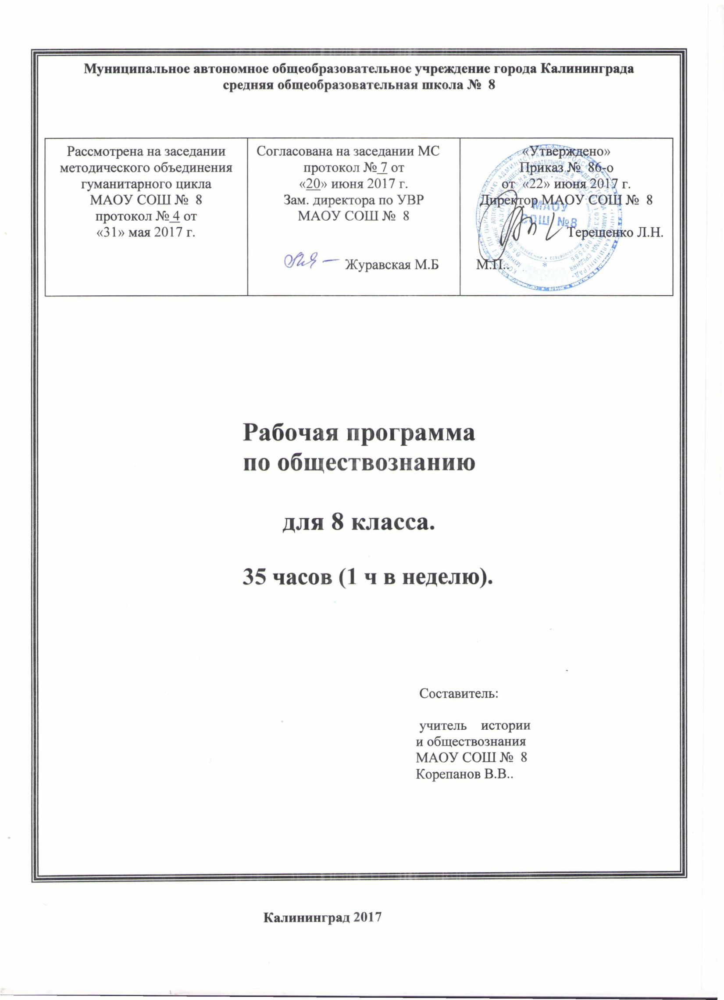 Муниципальное автономное общеобразовательное учреждение города Калининграда
средняя общеобразовательная школа № 8
Рассмотрена на заседании
методического объединения
гуманитарного цикла
МАОУ СОШ № 8
протокол № 4 от
«31» мая 2017 г.
Согласована на заседании МС
протокол № 7 от
«20» июня 2017 г.
Зам. директора по УВР
МАОУ СОШ № 8
Журавская М.Б
«Утверждено»
Приказ № 86-о
от «22» июня 2017 г.
Директор МАОУ СОШ № 8
Терещенко Л.Н.
М.П..
МАОУ
СОШ №8
Рабочая программа
по обществознанию
для 8 класса.
35 часов (1 ч в неделю).
Составитель:
учитель истории
и обществознания
МАОУ СОШ № 8
Корепанов В.В..
Калининград 2017